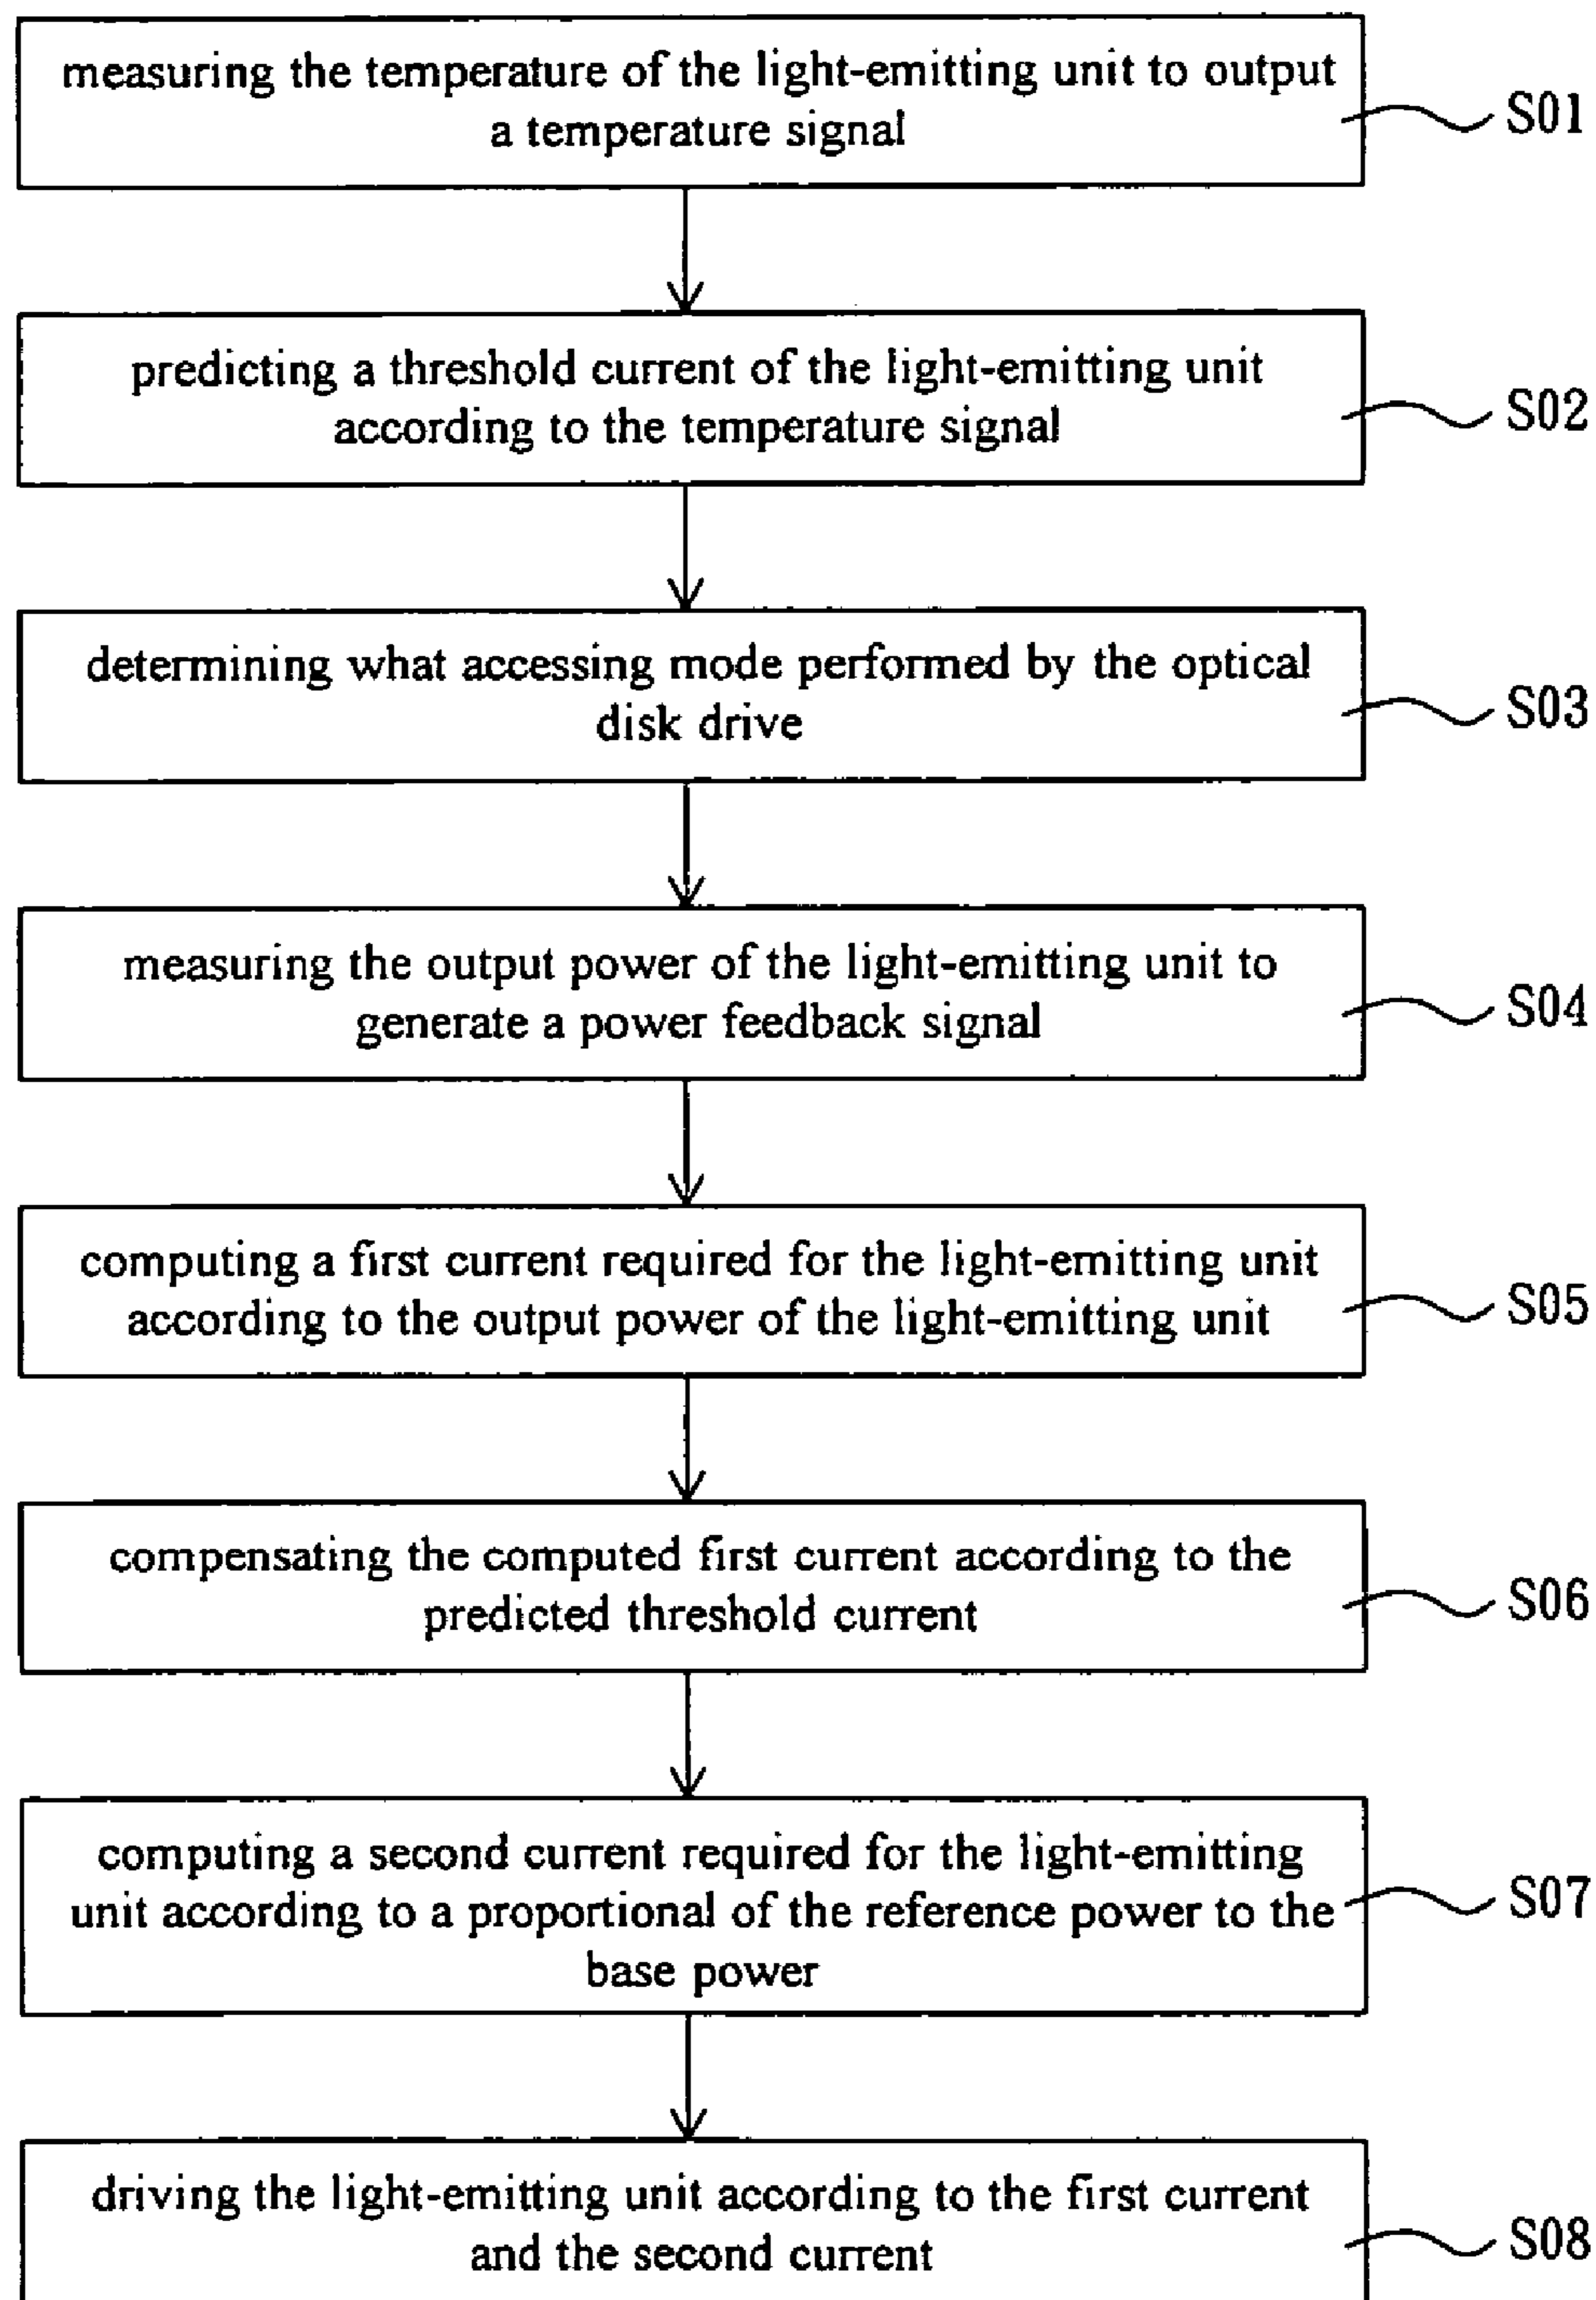 measuring the temperature of the light-emitting unit to output
a temperature signal
S01
predicting a threshold current of the light-emitting unit
according to the temperature signal
S02
determining what accessing mode performed by the optical
disk drive
S03
measuring the output power of the light-emitting unit to
generate a power feedback signal
S04
computing a first current required for the light-emitting unit
according to the output power of the light-emitting unit
S05
compensating the computed first current according to the
predicted threshold current
S06
computing a second current required for the light-emitting
unit according to a proportional of the reference power to the
base power
S07
driving the light-emitting unit according to the first current
and the second current
S08